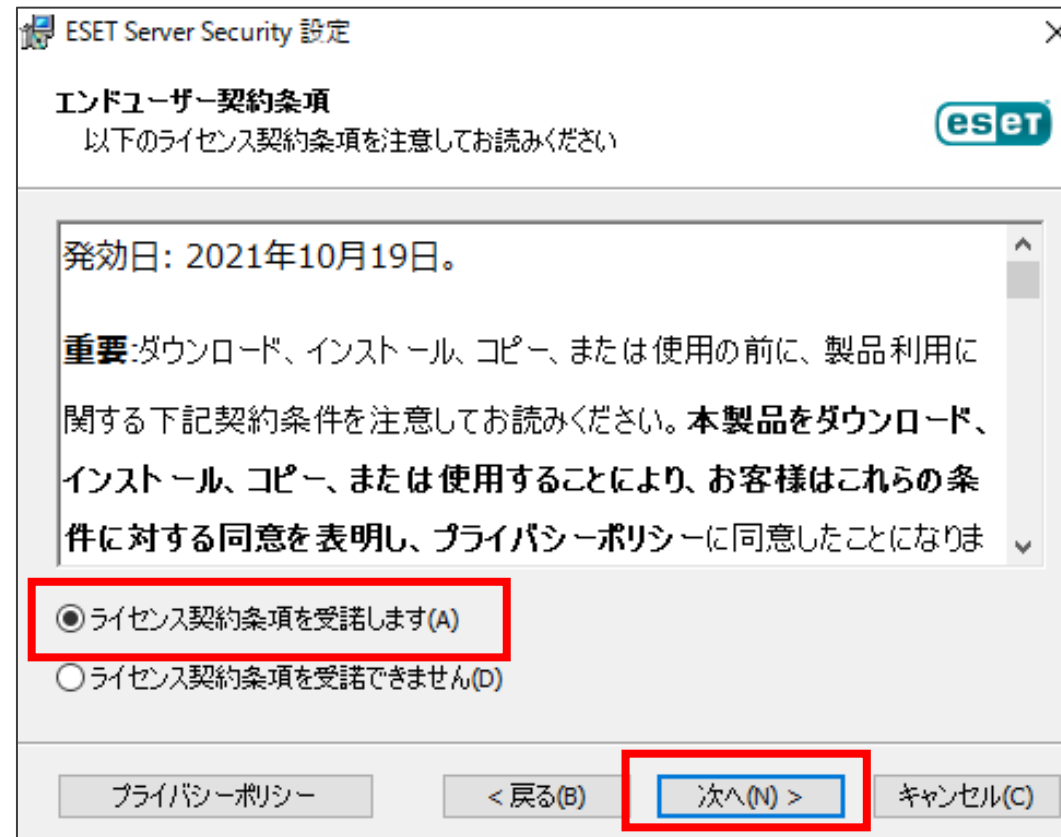 ESET Server Security 設定
エンドユーザー契約条項
以下のライセンス契約条項を注意してお読みください
eseT
発効日: 2021年10月19日。
重要:ダウンロード、インストール、コピー、または使用の前に、製品利用に
関する下記契約条件を注意してお読みください。本製品をダウンロード、
インストール、コピー、または使用することにより、お客様はこれらの条
件に対する同意を表明し、プライバシーポリシーに同意したことになりま
ライセンス契約条項を受諾します(A)
ライセンス契約条項を受諾できません(D)
プライバシーポリシー
< 戻る(B)
次へ(N) >
キャンセル(C)